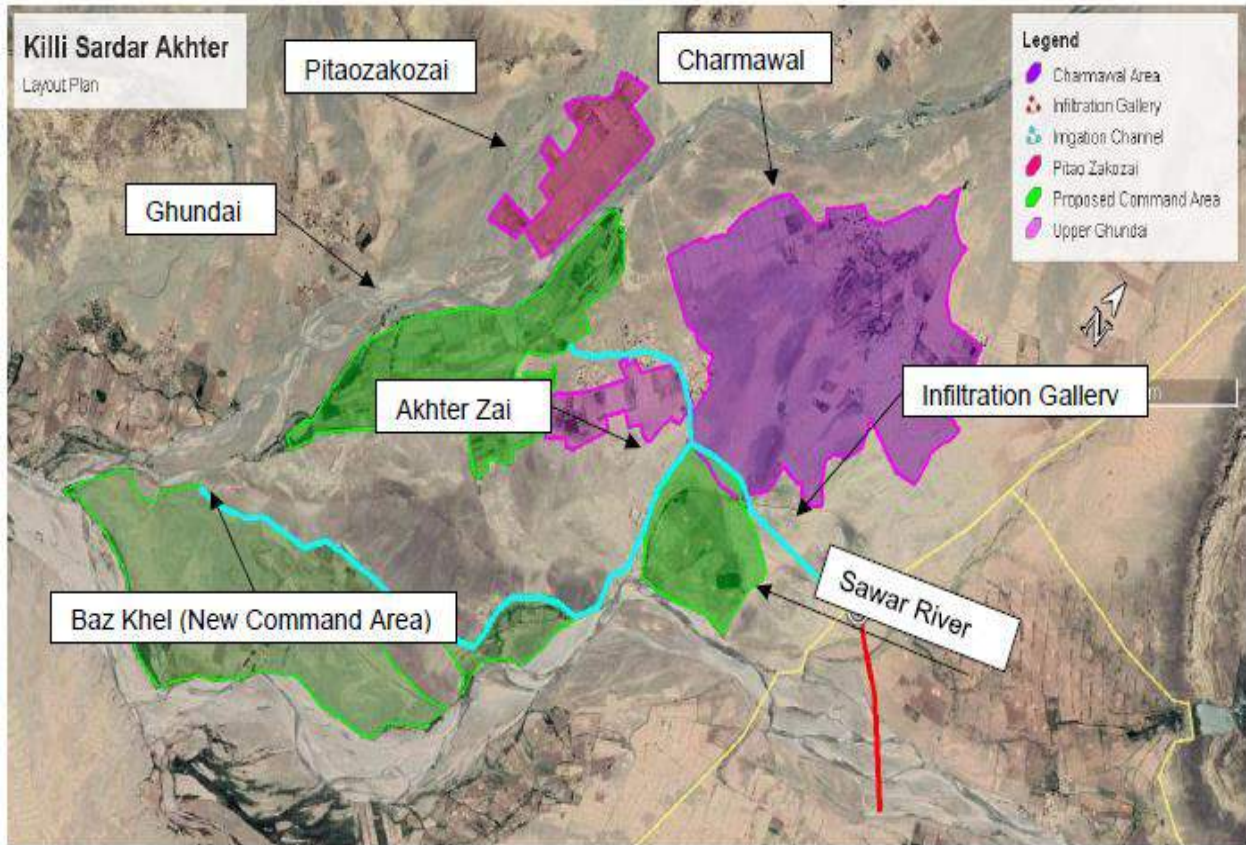 Killi Sardar Akhter
Layout Plan
Pitaozakozai
Charmawal
Ghundai
Akhter Zai
Infiltration Gallery
Baz Khel (New Command Area)
Sawar River
N
Legend
Charmawal Area
Infiltration Gallery
Irrigation Channel
Pitao Zakozai
Proposed Command Area
Upper Ghundai